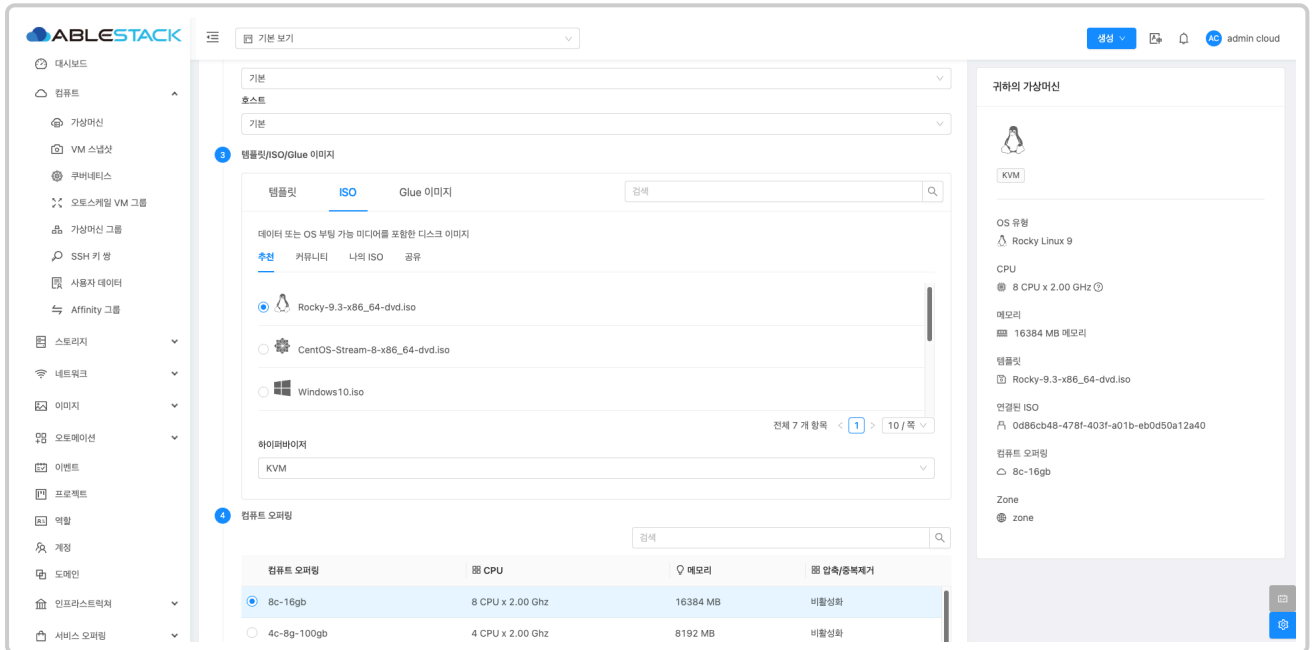 ABLESTACK
기본 보기
생성
AC
admin cloud
대시보드
컴퓨트
가상머신
VM 스냅샷
쿠버네티스
오토스케일 VM 그룹
가상머신 그룹
SSH 키 쌍
사용자 데이터
Affinity 그룹
스토리지
네트워크
이미지
오토메이션
이벤트
프로젝트
역할
계정
도메인
인프라스트럭쳐
서비스 오퍼링
기본
호스트
기본
3 템플릿/ISO/Glue 이미지
템플릿 ISO Glue 이미지 검색
데이터 또는 OS 부팅 가능 미디어를 포함한 디스크 이미지
추천 커뮤니티 나의 ISO 공유
Rocky-9.3-x86_64-dvd.iso
CentOS-Stream-8-x86_64-dvd.iso
Windows10.iso
전체 7 개 항목 < 1 > 10 / 쪽
하이퍼바이저
KVM
4 컴퓨트 오퍼링
검색
컴퓨트 오퍼링 CPU 메모리 압축/중복제거
8c-16gb 8 CPU x 2.00 Ghz 16384 MB 비활성화
4c-8g-100gb 4 CPU x 2.00 Ghz 8192 MB 비활성화
귀하의 가상머신
KVM
OS 유형
Rocky Linux 9
CPU
8 CPU x 2.00 GHz
메모리
16384 MB 메모리
템플릿
Rocky-9.3-x86_64-dvd.iso
연결된 ISO
0d86cb48-478f-403f-a01b-eb0d50a12a40
컴퓨트 오퍼링
8c-16gb
Zone
zone